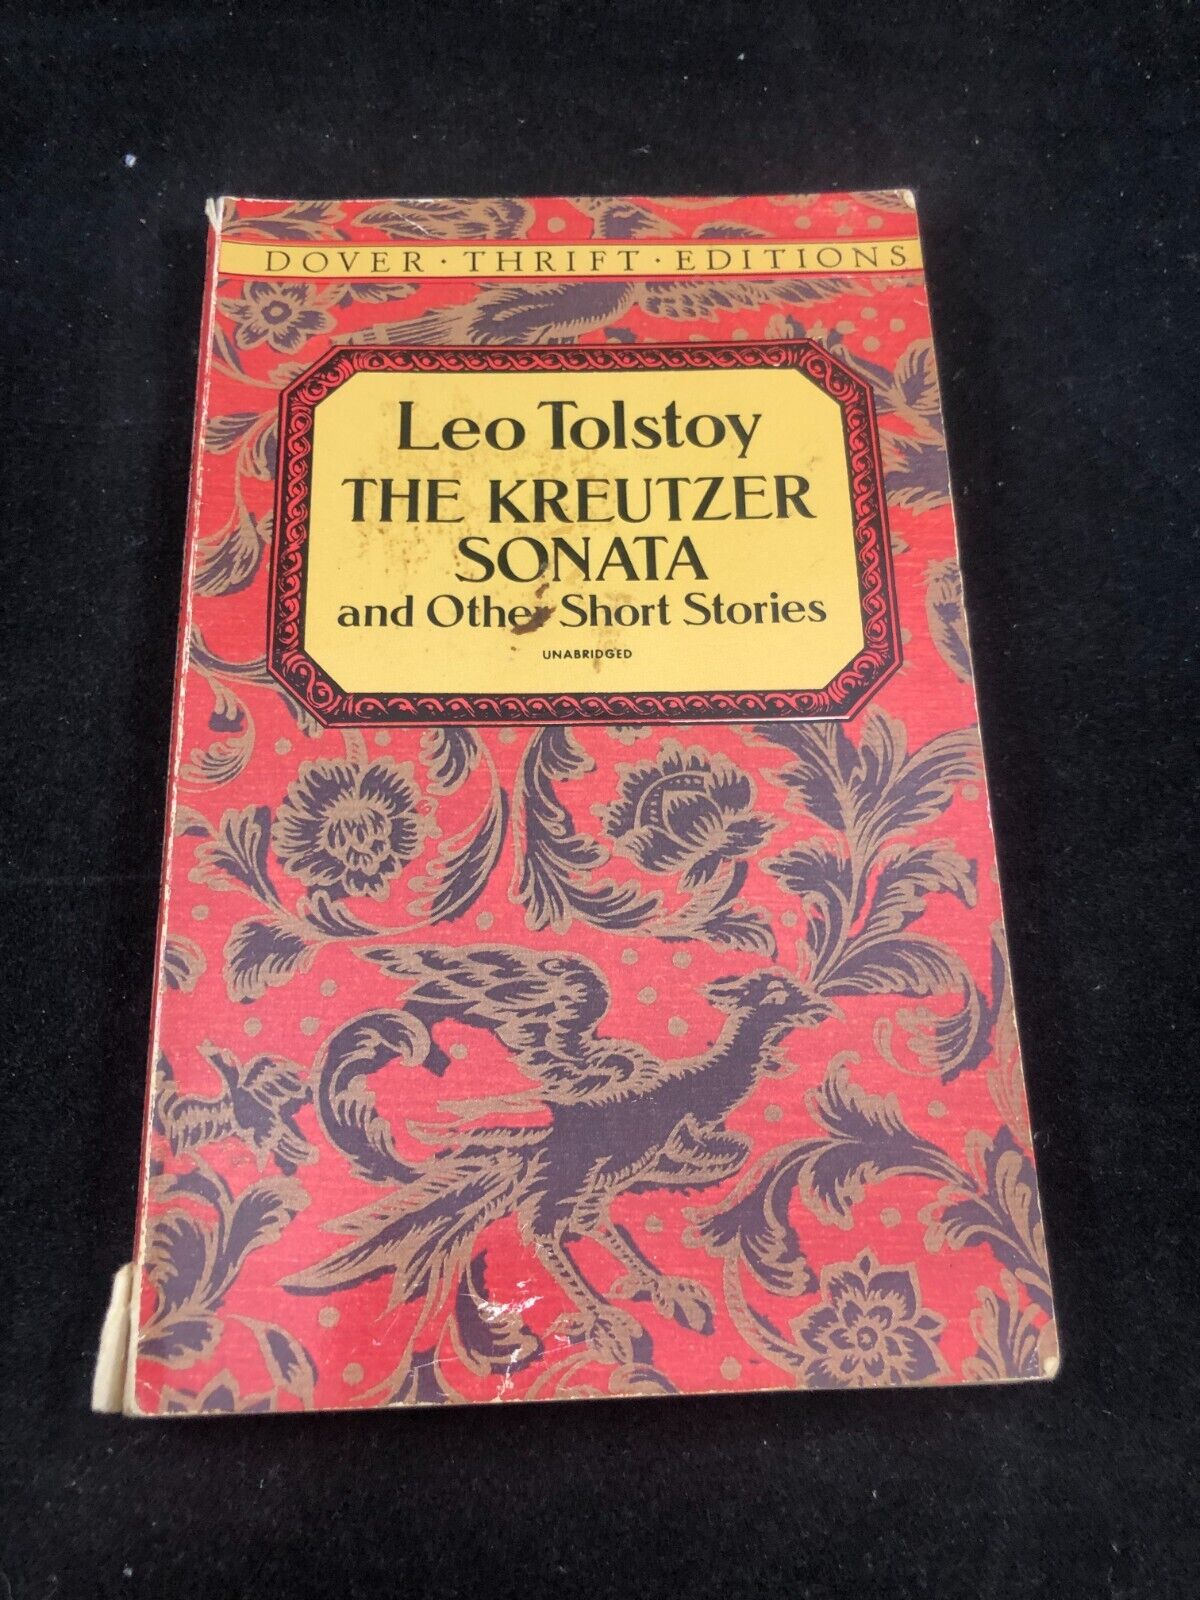 DOVER · THRIFT · EDITIONS
Leo Tolstoy
THE KREUTZER
SONATA
and Other Short Stories
UNABRIDGED